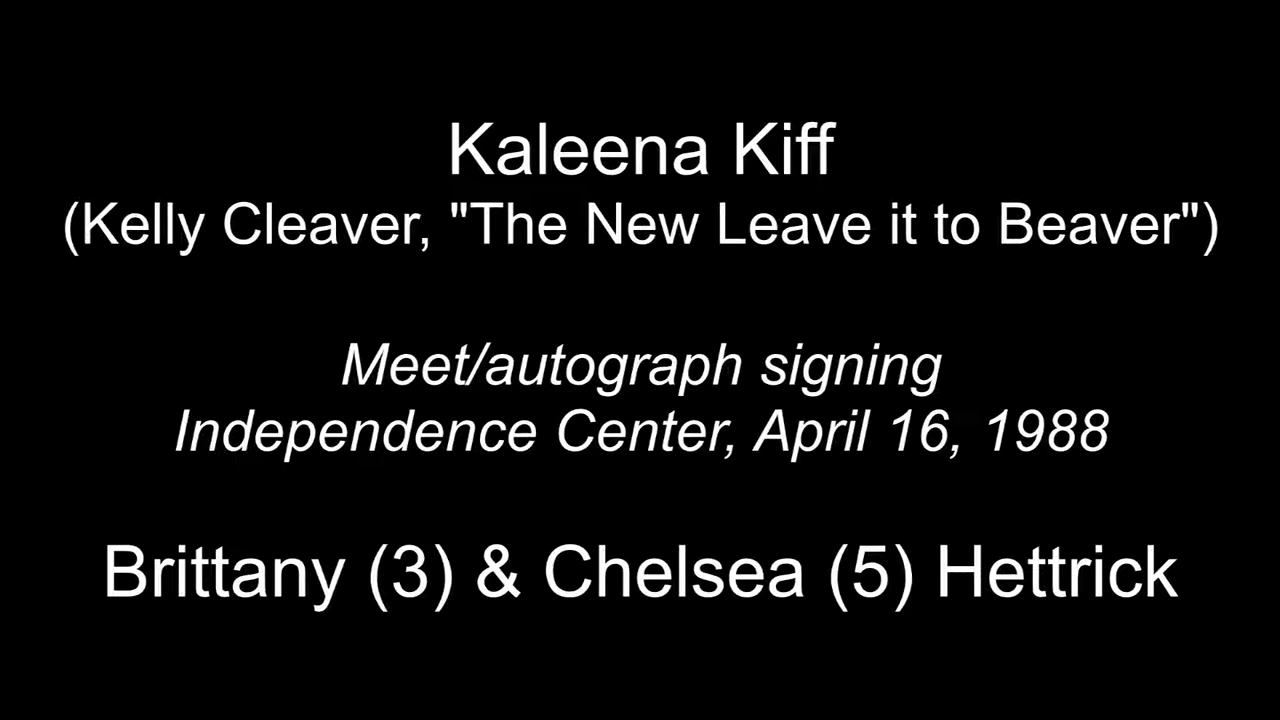 Kaleena Kiff
(Kelly Cleaver, "The New Leave it to Beaver")
Meet/autograph signing
Independence Center, April 16, 1988
Brittany (3) & Chelsea (5) Hettrick